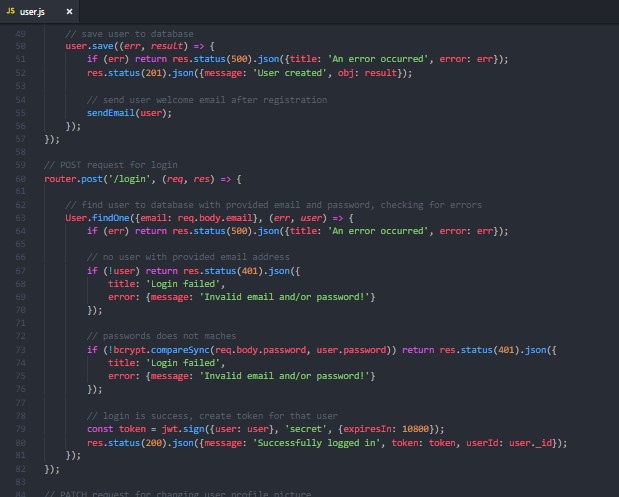 JS user.js ×
49 // save user to database
50 user.save((err, result) => {
51 if (err) return res.status(500).json({title: 'An error occurred', error: err});
52 res.status(201).json({message: 'User created', obj: result});
53
54 // send user welcome email after registration
55 sendEmail(user);
56 });
57 });
58
59 // POST request for login
60 router.post('/login', (req, res) => {
61
62 // find user to database with provided email and password, checking for errors
63 User.findOne({email: req.body.email}, (err, user) => {
64 if (err) return res.status(500).json({title: 'An error occurred', error: err});
65
66 // no user with provided email address
67 if (!user) return res.status(401).json({
68 title: 'Login failed',
69 error: {message: 'Invalid email and/or password!'}
70 });
71
72 // passwords does not maches
73 if (!bcrypt.compareSync(req.body.password, user.password)) return res.status(401).json({
74 title: 'Login failed',
75 error: {message: 'Invalid email and/or password!'}
76 });
77
78 // login is success, create token for that user
79 const token = jwt.sign({user: user}, 'secret', {expiresIn: 10800});
80 res.status(200).json({message: 'Successfully logged in', token: token, userId: user._id});
81 });
82 });
83
84 // PATCH request for changing user profile picture